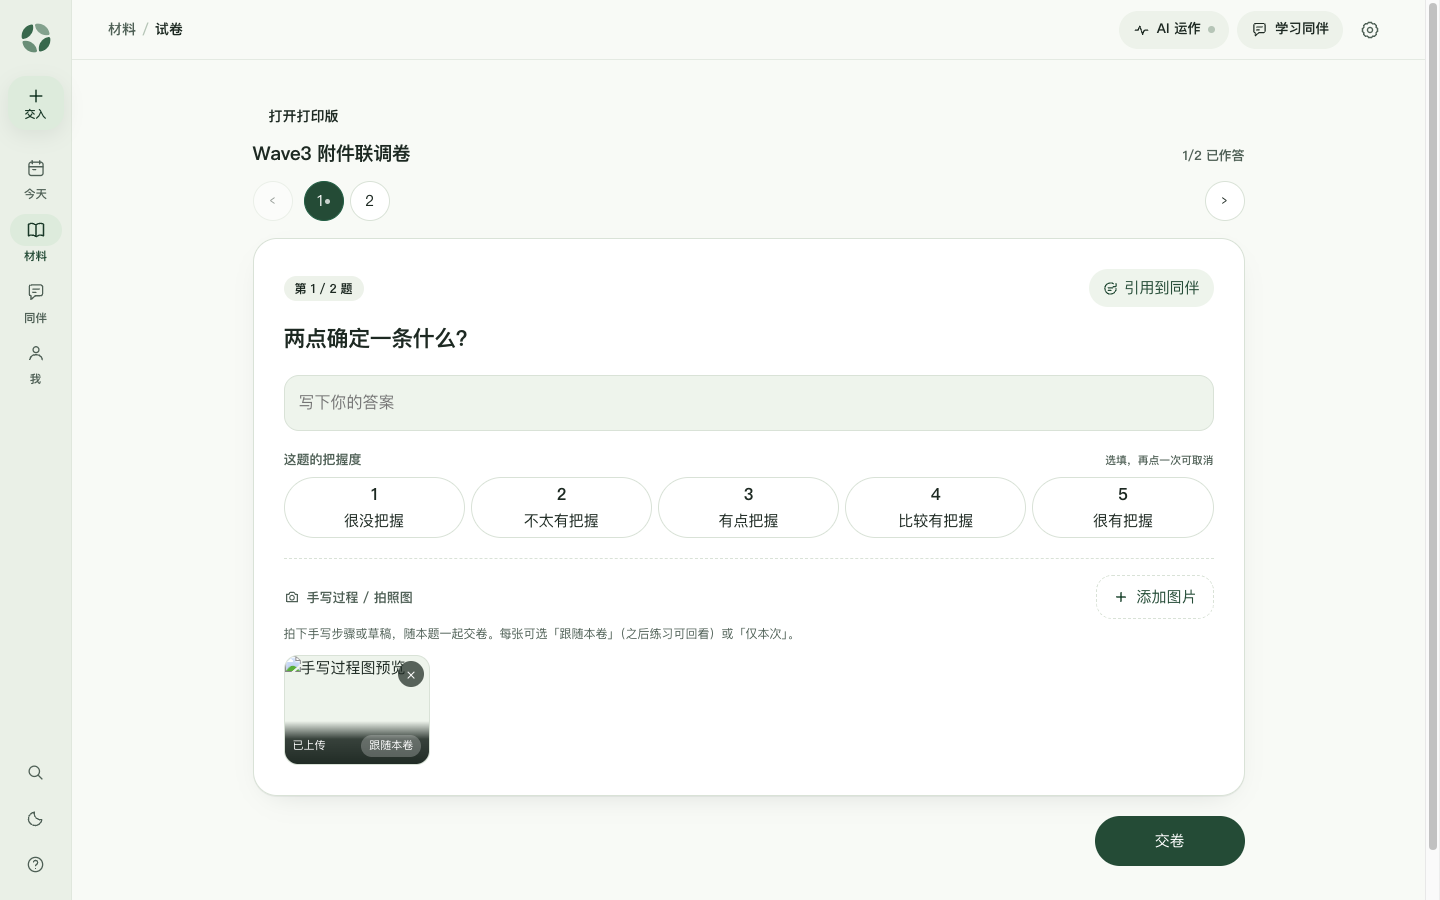 材料 / 试卷
AI 运作
学习同伴
交入
今天
材料
同伴
我
打开打印版
Wave3 附件联调卷
1/2 已作答
1
2
第 1 / 2 题
引用到同伴
两点确定一条什么?
写下你的答案
这题的把握度
选填，再点一次可取消
1
很没把握
2
不太有把握
3
有点把握
4
比较有把握
5
很有把握
手写过程 / 拍照图
添加图片
拍下手写步骤或草稿，随本题一起交卷。每张可选「跟随本卷」（之后练习可回看）或「仅本次」。
手写过程图预览
已上传
跟随本卷
交卷